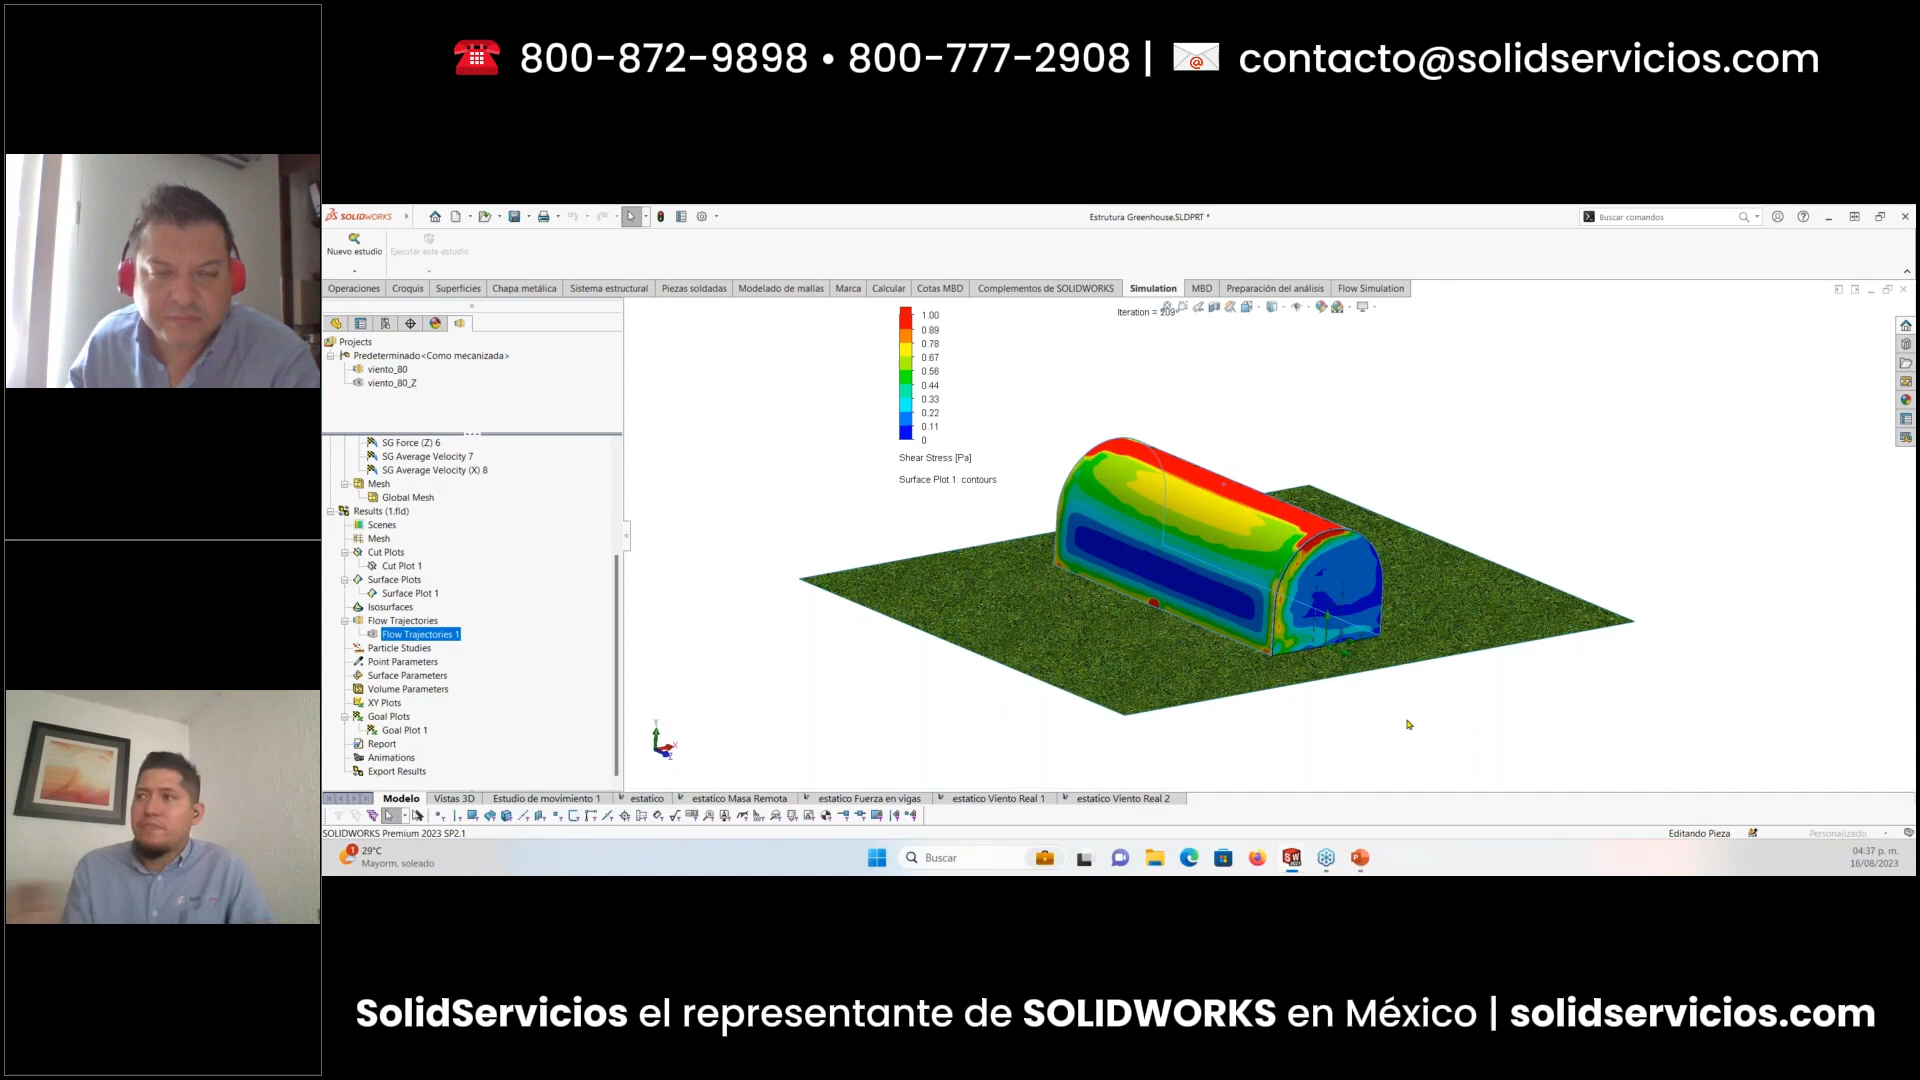 800-872-9898 • 800-777-2908 | contacto@solidservicios.com
SOLIDWORKS
Estrutura Greenhouse.SLDPRT *
Buscar comandos
Nuevo estudio
Ejecutar este estudio
Operaciones Croquis Superficies Chapa metálica Sistema estructural Piezas soldadas Modelado de mallas Marca Calcular Cotas MBD Complementos de SOLIDWORKS Simulation MBD Preparación del análisis Flow Simulation
Projects
Predeterminado<Como mecanizada>
viento_80
viento_80_Z
SG Force (Z) 6
SG Average Velocity 7
SG Average Velocity (X) 8
Mesh
Global Mesh
Results (1.fld)
Scenes
Mesh
Cut Plots
Cut Plot 1
Surface Plots
Surface Plot 1
Isosurfaces
Flow Trajectories
Flow Trajectories 1
Particle Studies
Point Parameters
Surface Parameters
Volume Parameters
XY Plots
Goal Plots
Goal Plot 1
Report
Animations
Export Results
Iteration = 209
1.00
0.89
0.78
0.67
0.56
0.44
0.33
0.22
0.11
0
Shear Stress [Pa]
Surface Plot 1: contours
Y
X
Z
Modelo Vistas 3D Estudio de movimiento 1 estatico estatico Masa Remota estatico Fuerza en vigas estatico Viento Real 1 estatico Viento Real 2
SOLIDWORKS Premium 2023 SP2.1
Editando Pieza
Personalizado
1
29°C
Mayorm. soleado
Buscar
04:37 p. m.
16/08/2023
SolidServicios el representante de SOLIDWORKS en México | solidservicios.com